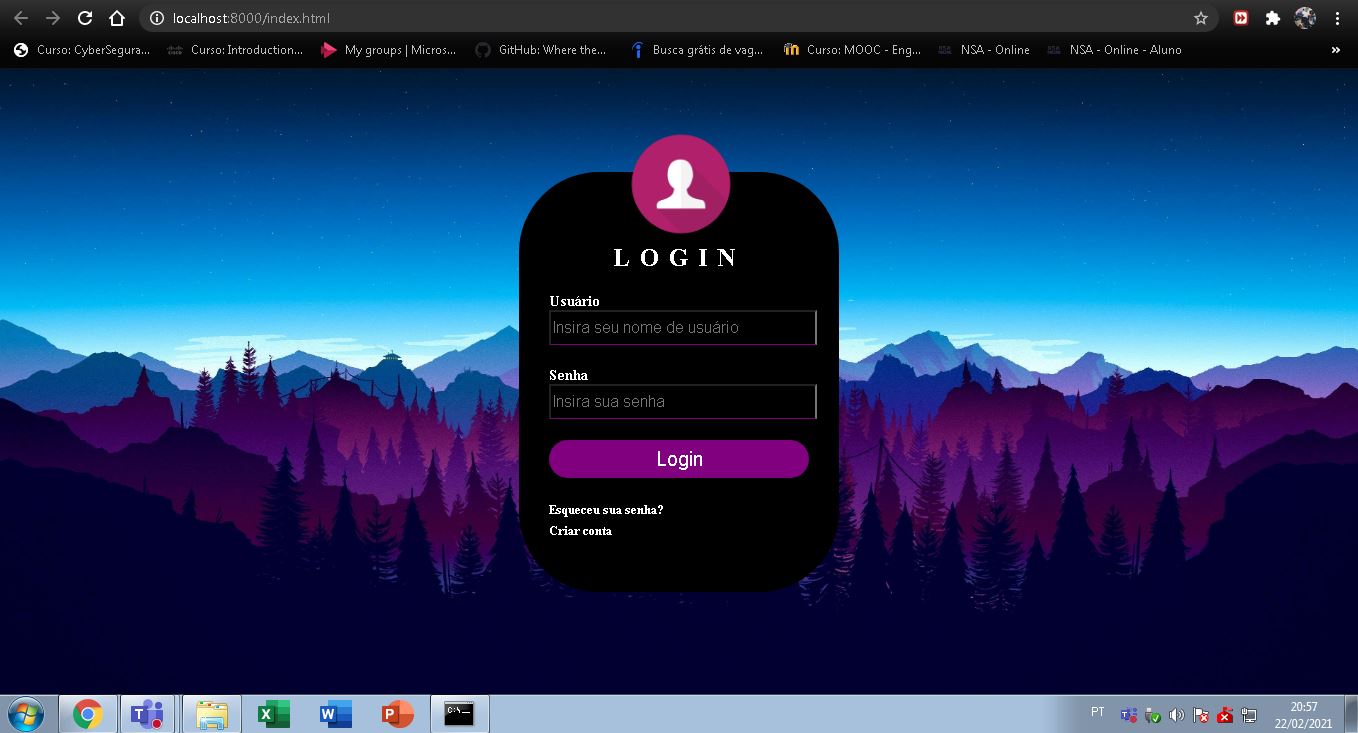 localhost:8000/index.html
Curso: CyberSegura... Curso: Introduction... My groups | Micros... GitHub: Where the... Busca grátis de vag... Curso: MOOC - Eng... NSA - Online NSA - Online - Aluno »
LOGIN
Usuário
Insira seu nome de usuário
Senha
Insira sua senha
Login
Esqueceu sua senha?
Criar conta
PT
20:57
22/02/2021